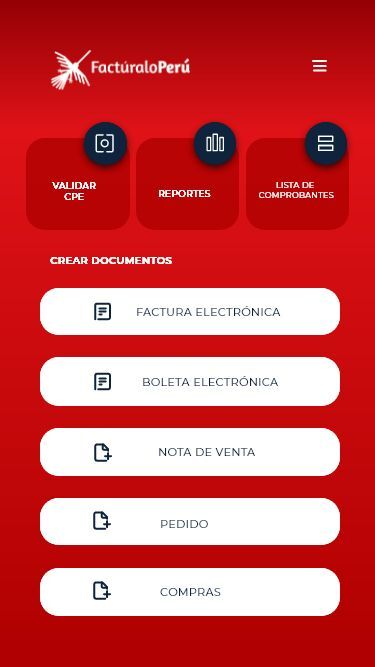 FactúraloPerú
VALIDAR
CPE
REPORTES
LISTA DE
COMPROBANTES
CREAR DOCUMENTOS
FACTURA ELECTRÓNICA
BOLETA ELECTRÓNICA
NOTA DE VENTA
PEDIDO
COMPRAS